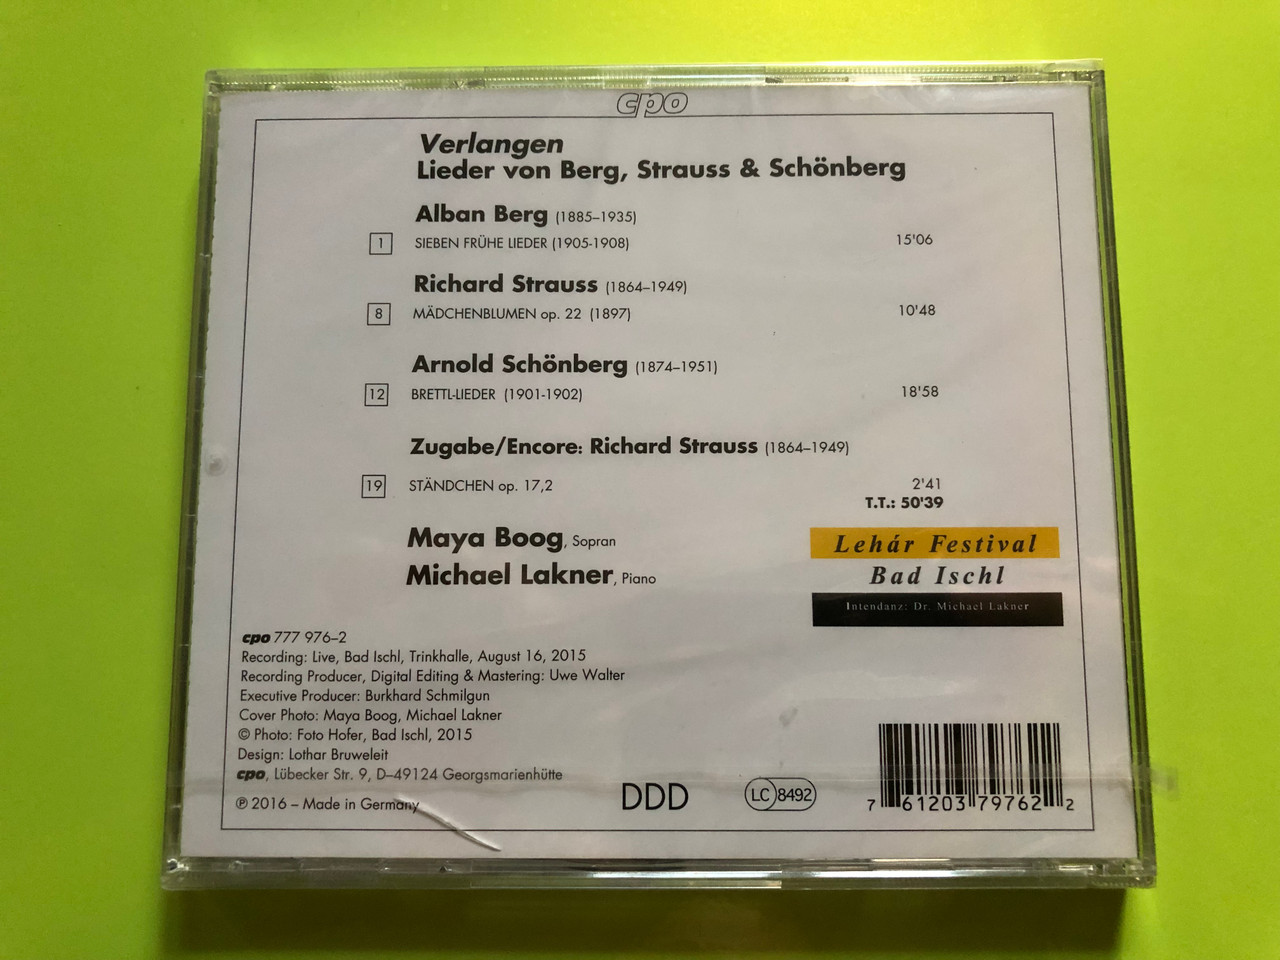 cpo
Verlangen
Lieder von Berg, Strauss & Schönberg
Alban Berg (1885–1935)
1 SIEBEN FRÜHE LIEDER (1905-1908) 15'06
Richard Strauss (1864–1949)
8 MÄDCHENBLUMEN op. 22 (1897) 10'48
Arnold Schönberg (1874–1951)
12 BRETTL-LIEDER (1901-1902) 18'58
Zugabe/Encore: Richard Strauss (1864–1949)
19 STÄNDCHEN op. 17,2 2'41
T.T.: 50'39
Maya Boog, Sopran
Michael Lakner, Piano
Lehár Festival
Bad Ischl
Intendanz: Dr. Michael Lakner
cpo 777 976–2
Recording: Live, Bad Ischl, Trinkhalle, August 16, 2015
Recording Producer, Digital Editing & Mastering: Uwe Walter
Executive Producer: Burkhard Schmilgun
Cover Photo: Maya Boog, Michael Lakner
© Photo: Foto Hofer, Bad Ischl, 2015
Design: Lothar Bruweleit
cpo, Lübecker Str. 9, D–49124 Georgsmarienhütte
℗ 2016 – Made in Germany
DDD
LC 8492
7 61203 79762 2